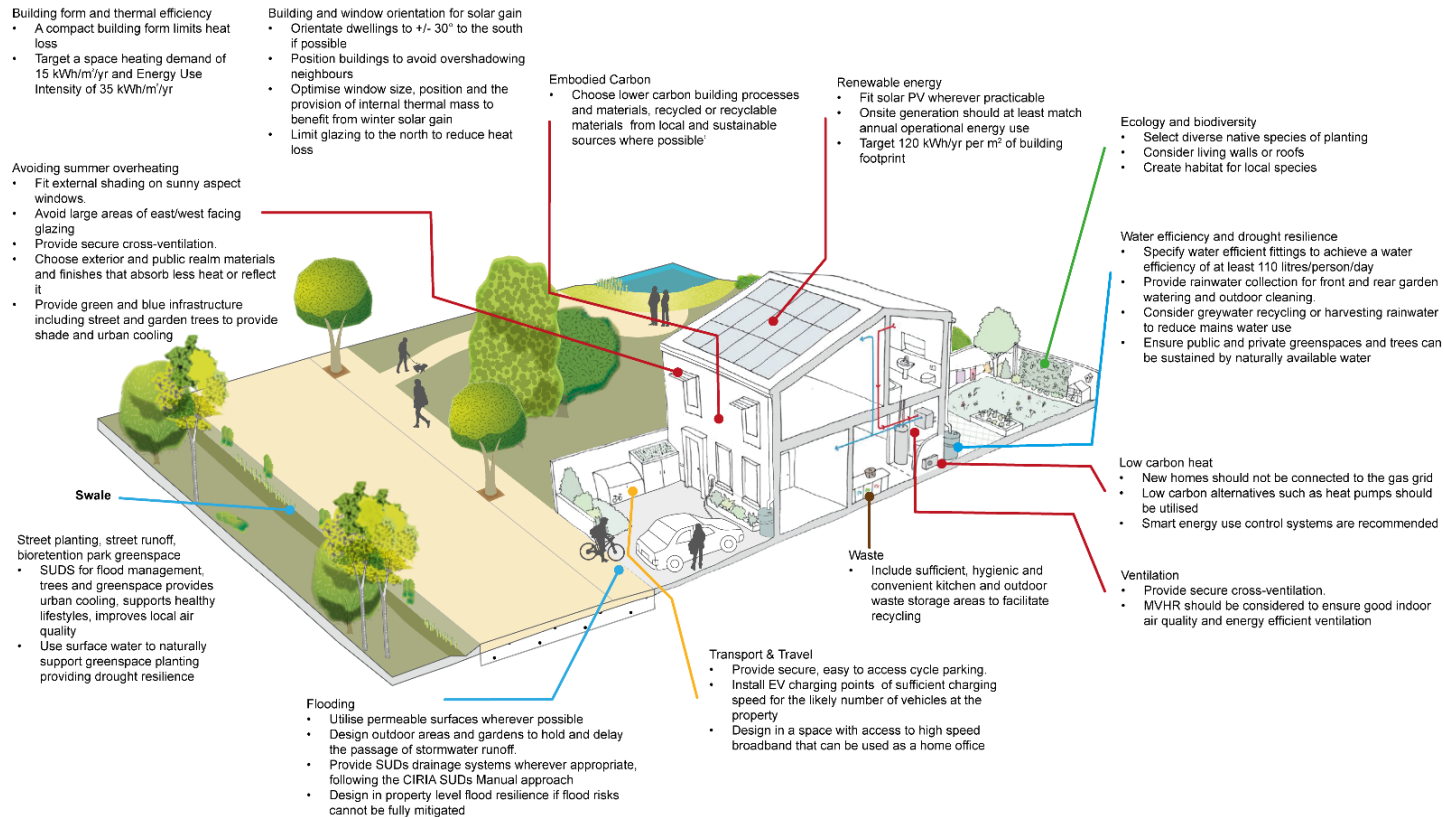 Building form and thermal efficiency
• A compact building form limits heat
loss
• Target a space heating demand of
15 kWh/m²/yr and Energy Use
Intensity of 35 kWh/m²/yr
Building and window orientation for solar gain
• Orientate dwellings to +/- 30° to the south
if possible
• Position buildings to avoid overshadowing
neighbours
• Optimise window size, position and the
provision of internal thermal mass to
benefit from winter solar gain
• Limit glazing to the north to reduce heat
loss
Embodied Carbon
• Choose lower carbon building processes
and materials, recycled or recyclable
materials from local and sustainable
sources where possible
Renewable energy
• Fit solar PV wherever practicable
• Onsite generation should at least match
annual operational energy use
• Target 120 kWh/yr per m² of building
footprint
Ecology and biodiversity
• Select diverse native species of planting
• Consider living walls or roofs
• Create habitat for local species
Avoiding summer overheating
• Fit external shading on sunny aspect
windows.
• Avoid large areas of east/west facing
glazing
• Provide secure cross-ventilation.
• Choose exterior and public realm materials
and finishes that absorb less heat or reflect
it
• Provide green and blue infrastructure
including street and garden trees to provide
shade and urban cooling
Water efficiency and drought resilience
• Specify water efficient fittings to achieve a water
efficiency of at least 110 litres/person/day
• Provide rainwater collection for front and rear garden
watering and outdoor cleaning.
• Consider greywater recycling or harvesting rainwater
to reduce mains water use
• Ensure public and private greenspaces and trees can
be sustained by naturally available water
Low carbon heat
• New homes should not be connected to the gas grid
• Low carbon alternatives such as heat pumps should
be utilised
• Smart energy use control systems are recommended
Swale
Street planting, street runoff,
bioretention park greenspace
• SUDS for flood management,
trees and greenspace provides
urban cooling, supports healthy
lifestyles, improves local air
quality
• Use surface water to naturally
support greenspace planting
providing drought resilience
Waste
• Include sufficient, hygienic and
convenient kitchen and outdoor
waste storage areas to facilitate
recycling
Ventilation
• Provide secure cross-ventilation.
• MVHR should be considered to ensure good indoor
air quality and energy efficient ventilation
Transport & Travel
• Provide secure, easy to access cycle parking.
• Install EV charging points of sufficient charging
speed for the likely number of vehicles at the
property
• Design in a space with access to high speed
broadband that can be used as a home office
Flooding
• Utilise permeable surfaces wherever possible
• Design outdoor areas and gardens to hold and delay
the passage of stormwater runoff.
• Provide SUDs drainage systems wherever appropriate,
following the CIRIA SUDs Manual approach
• Design in property level flood resilience if flood risks
cannot be fully mitigated